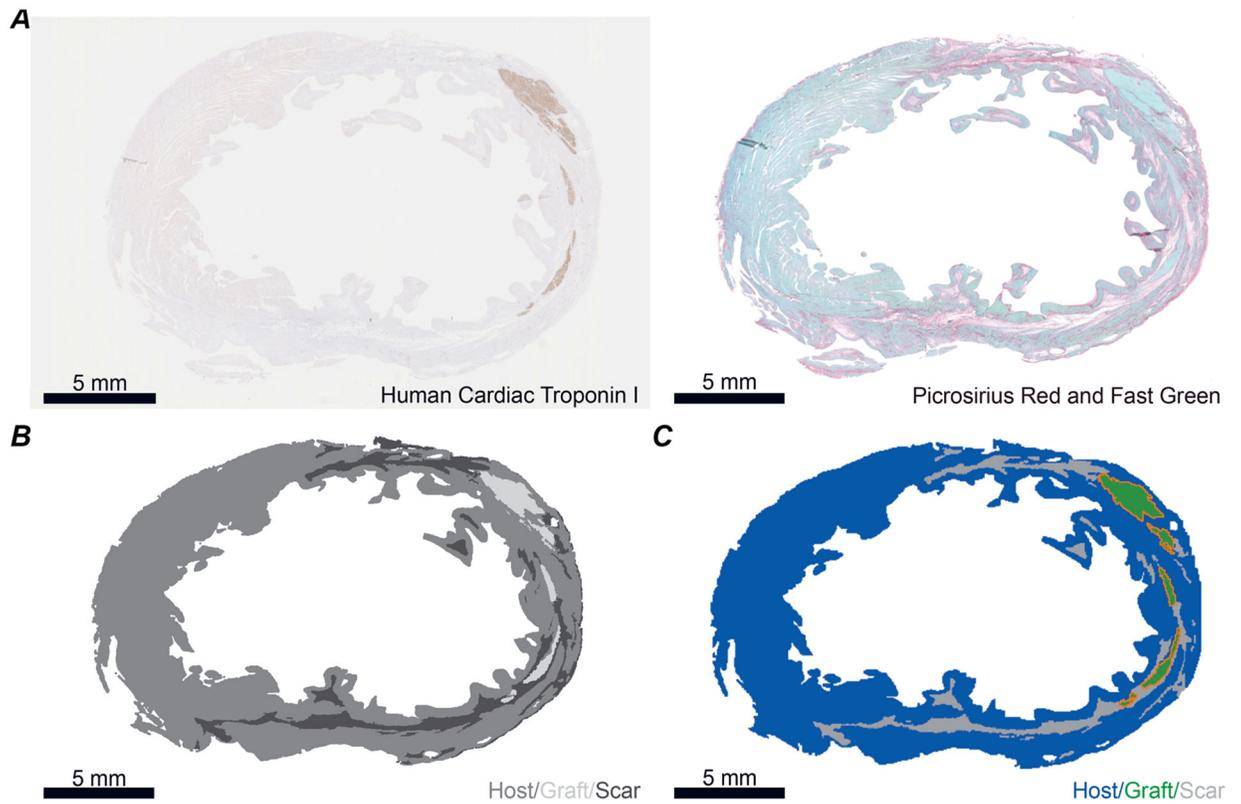 A
5 mm
Human Cardiac Troponin I
5 mm
Picrosirius Red and Fast Green
B
5 mm
Host/Graft/Scar
C
5 mm
Host/Graft/Scar